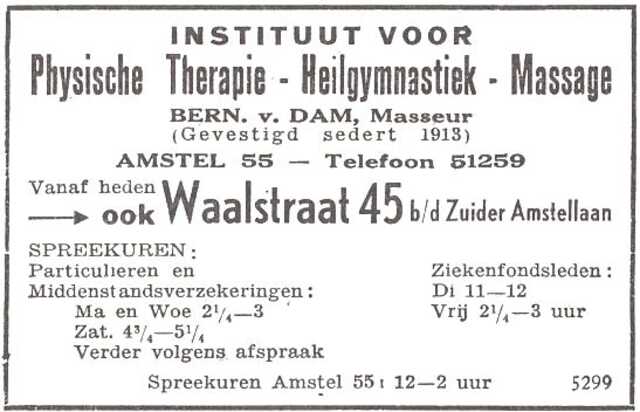 INSTITUUT VOOR
Physische Therapie - Heilgymnastiek - Massage
BERN. v. DAM, Masseur
(Gevestigd sedert 1913)
AMSTEL 55 — Telefoon 51259
Vanaf heden
→ ook Waalstraat 45 b/d Zuider Amstellaan
SPREEKUREN:
Particulieren en
Middenstandsverzekeringen:
Ma en Woe 2¼—3
Zat. 4¾—5¼
Verder volgens afspraak
Ziekenfondsleden:
Di 11—12
Vrij 2¼—3 uur
Spreekuren Amstel 55: 12—2 uur 5299